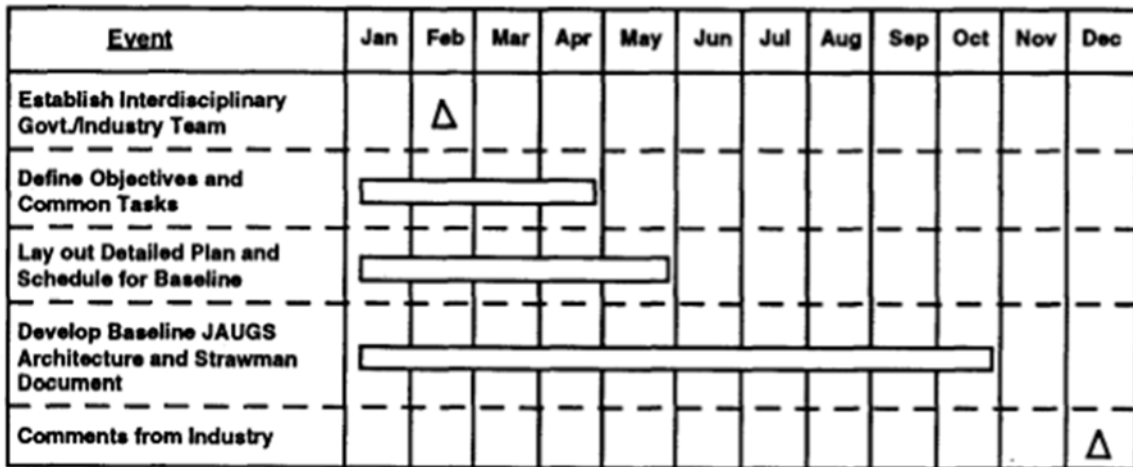 Event Jan Feb Mar Apr May Jun Jul Aug Sep Oct Nov Dec
Establish Interdisciplinary
Govt./Industry Team
Define Objectives and
Common Tasks
Lay out Detailed Plan and
Schedule for Baseline
Develop Baseline JAUGS
Architecture and Strawman
Document
Comments from Industry